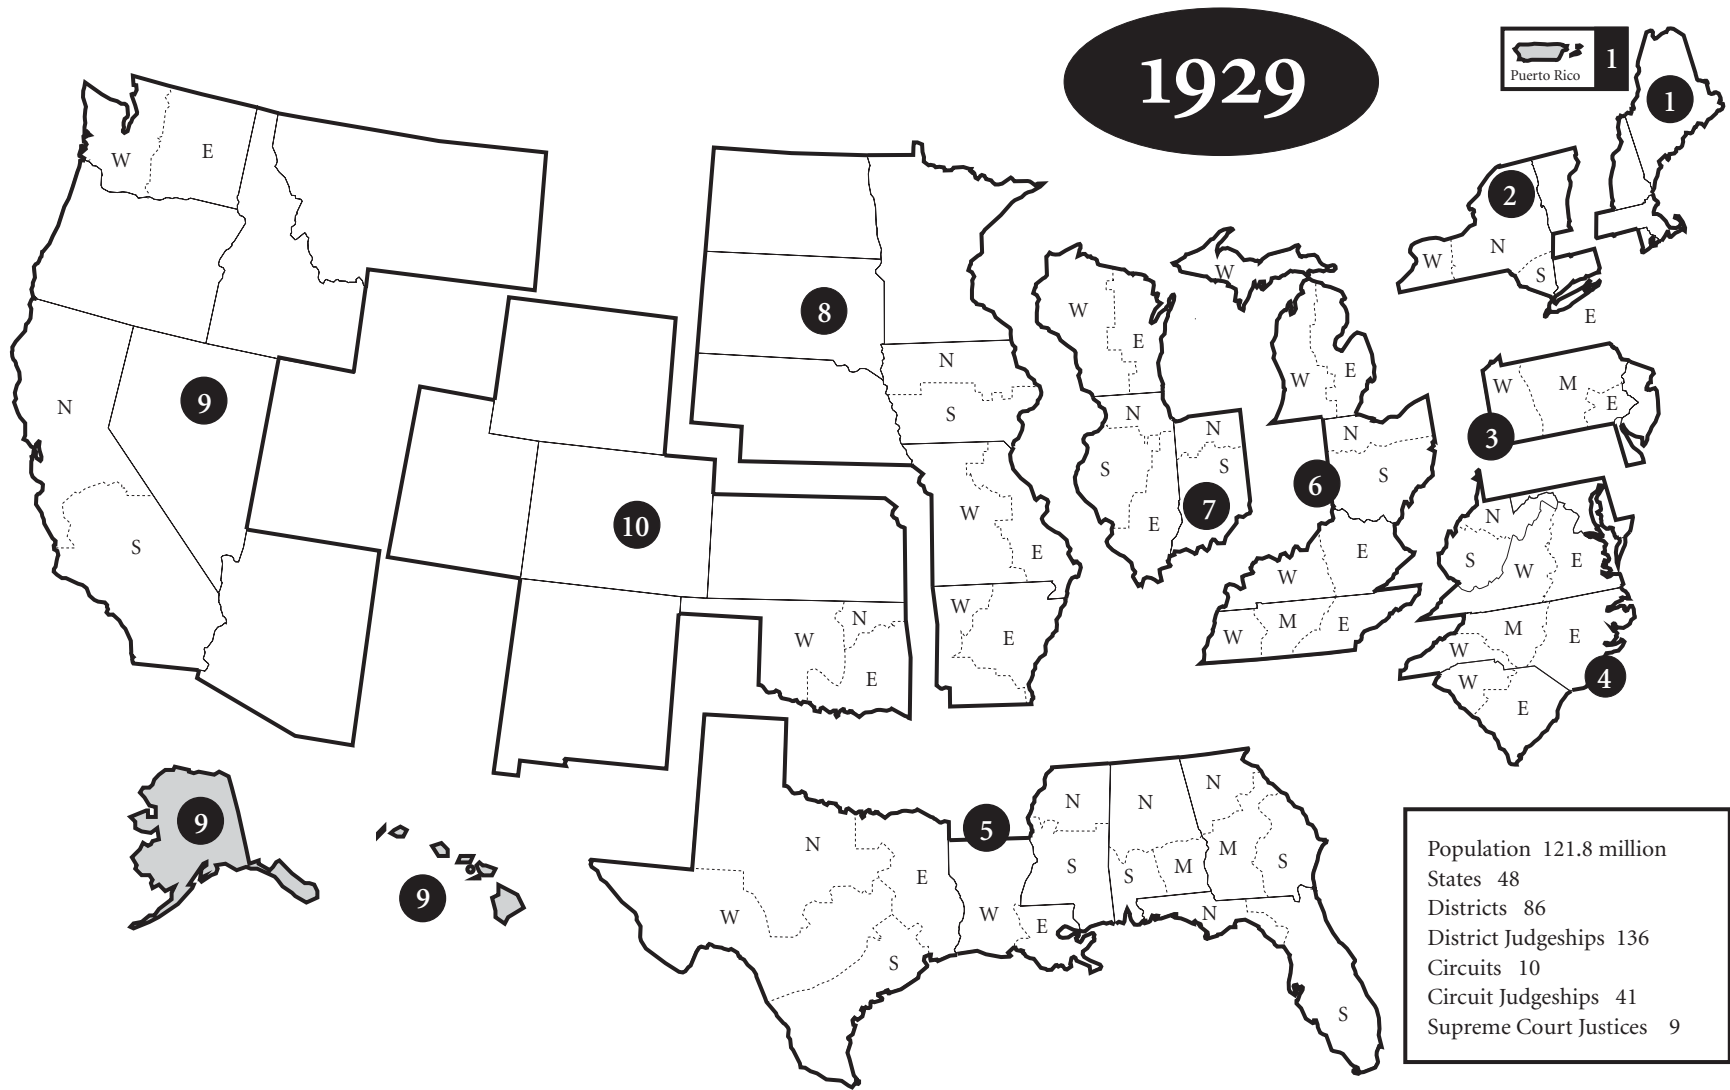 1929
Puerto Rico 1
1
2
W N S
E
W E
8
W E
W
W E
9
N
S
N
S
W E
10
W E
W N
E
N
S E
N
S
7
6
N
S
W E
W M E
W M E
3
N
S W E
W M E
W
E
4
9
9
5
N
W E
S
W E
N
S
N
S M
N
M S
N
S
Population 121.8 million
States 48
Districts 86
District Judgeships 136
Circuits 10
Circuit Judgeships 41
Supreme Court Justices 9